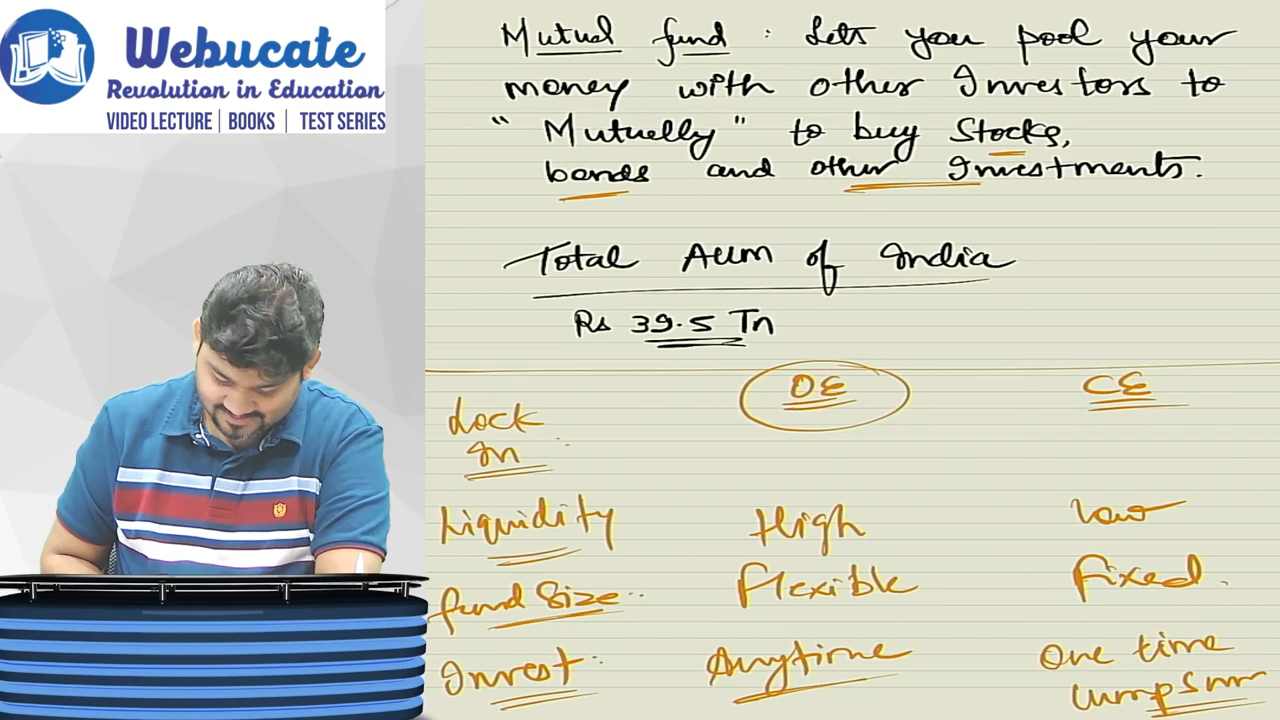 Webucate
Revolution in Education
VIDEO LECTURE | BOOKS | TEST SERIES
Mutual fund : Lets you pool your
money with other Investors to
"Mutually" to buy Stocks,
bonds and other Investments.
Total AUM of India
Rs 39.5 Tn
OE CE
Lock
In
Liquidity High Low
fund Size : Flexible Fixed.
Invest : Anytime One time
lumpsum